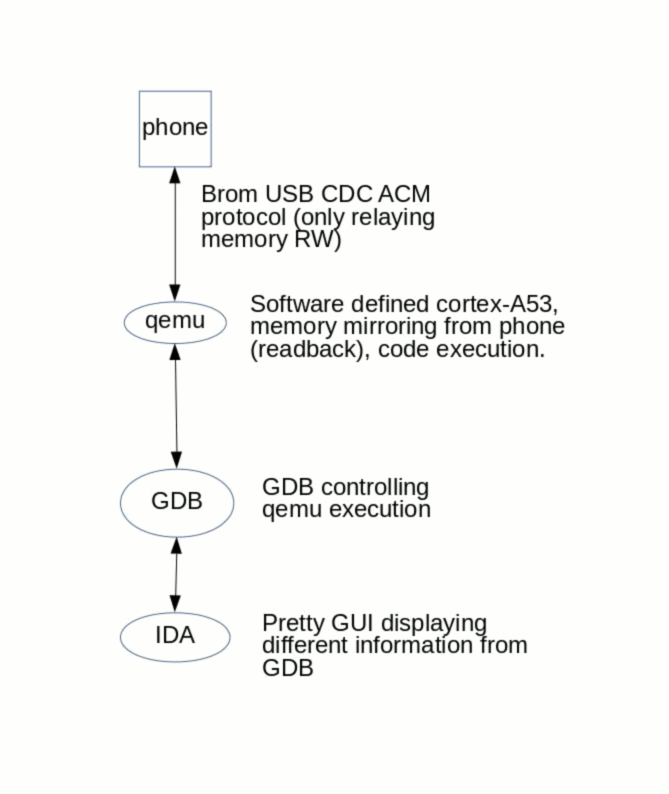 phone
Brom USB CDC ACM
protocol (only relaying
memory RW)
qemu
Software defined cortex-A53,
memory mirroring from phone
(readback), code execution.
GDB
GDB controlling
qemu execution
IDA
Pretty GUI displaying
different information from
GDB